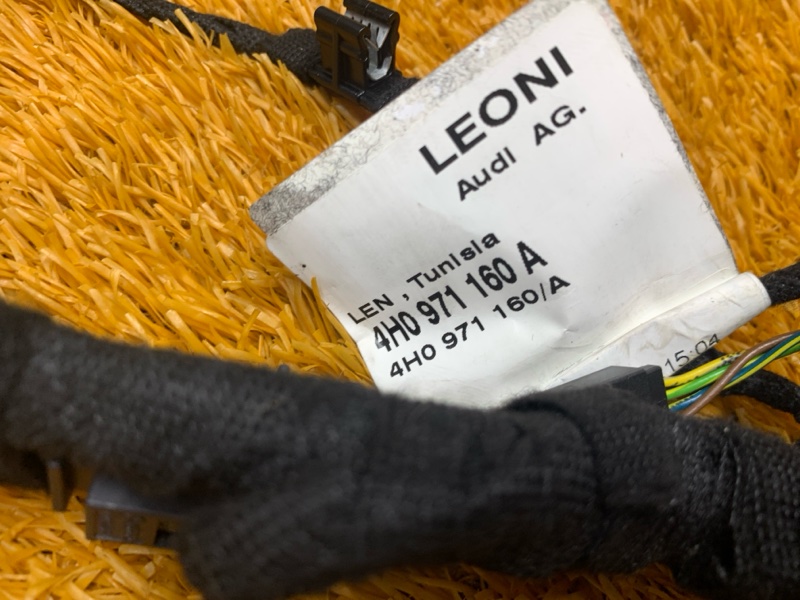 LEONI
Audi AG.
LEN , Tunisia
4H0 971 160 A
4H0 971 160/A
15:04